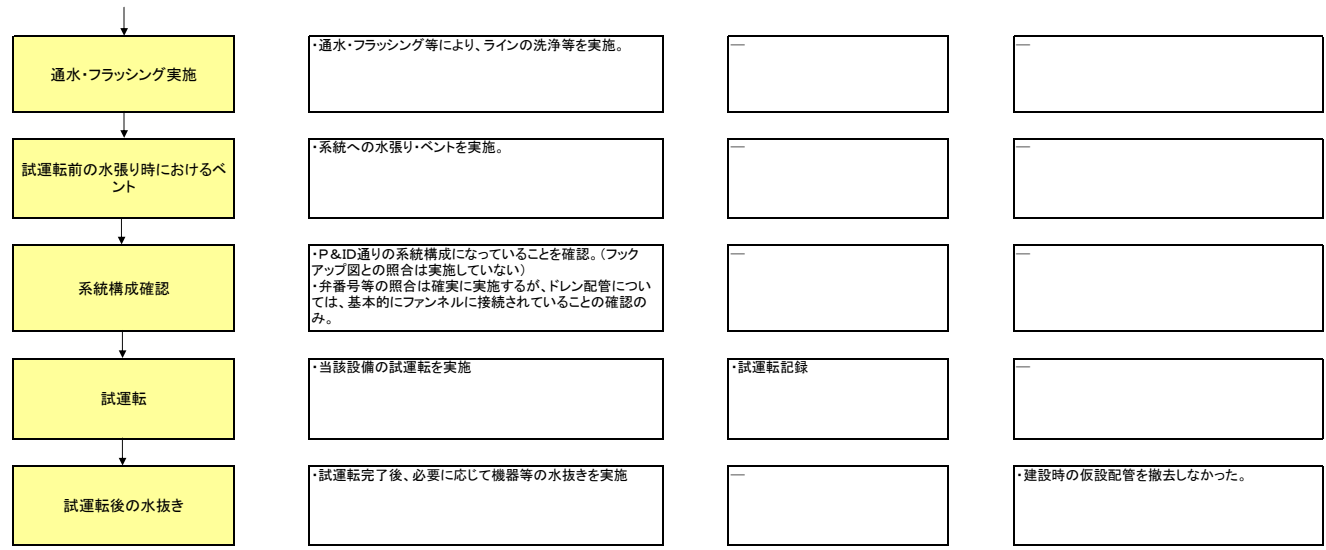 通水・フラッシング実施
・通水・フラッシング等により、ラインの洗浄等を実施。
―
―
試運転前の水張り時におけるベ
ント
・系統への水張り・ベントを実施。
―
―
系統構成確認
・P＆ID通りの系統構成になっていることを確認。（フック
アップ図との照合は実施していない）
・弁番号等の照合は確実に実施するが、ドレン配管につい
ては、基本的にファンネルに接続されていることの確認の
み。
―
―
試運転
・当該設備の試運転を実施
・試運転記録
―
試運転後の水抜き
・試運転完了後、必要に応じて機器等の水抜きを実施
―
・建設時の仮設配管を撤去しなかった。